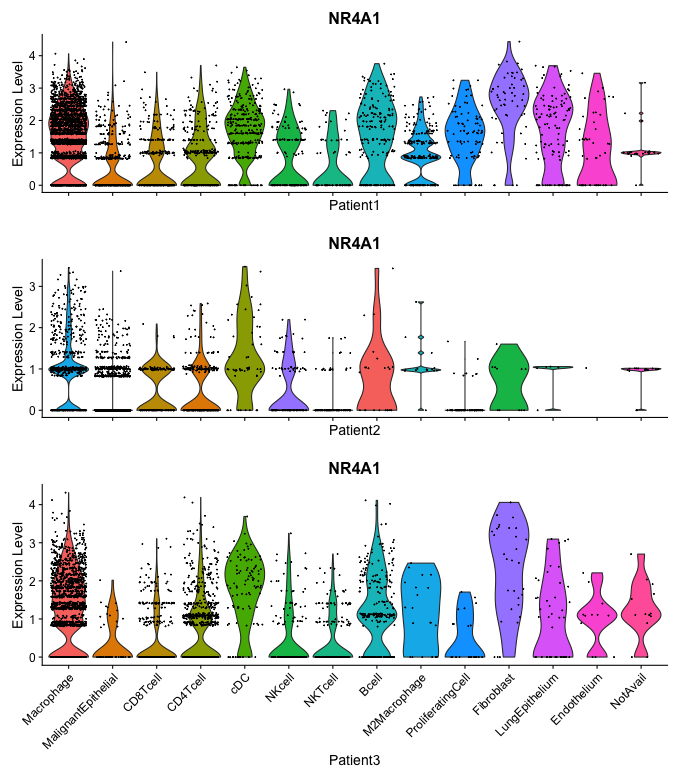 NR4A1
Expression Level
4
3
2
1
0
Patient1
NR4A1
Expression Level
3
2
1
0
Patient2
NR4A1
Expression Level
4
3
2
1
0
Macrophage
MalignantEpithelial
CD8Tcell
CD4Tcell
cDC
NKcell
NKTcell
Bcell
M2Macrophage
ProliferatingCell
Fibroblast
LungEpithelium
Endothelium
NotAvail
Patient3